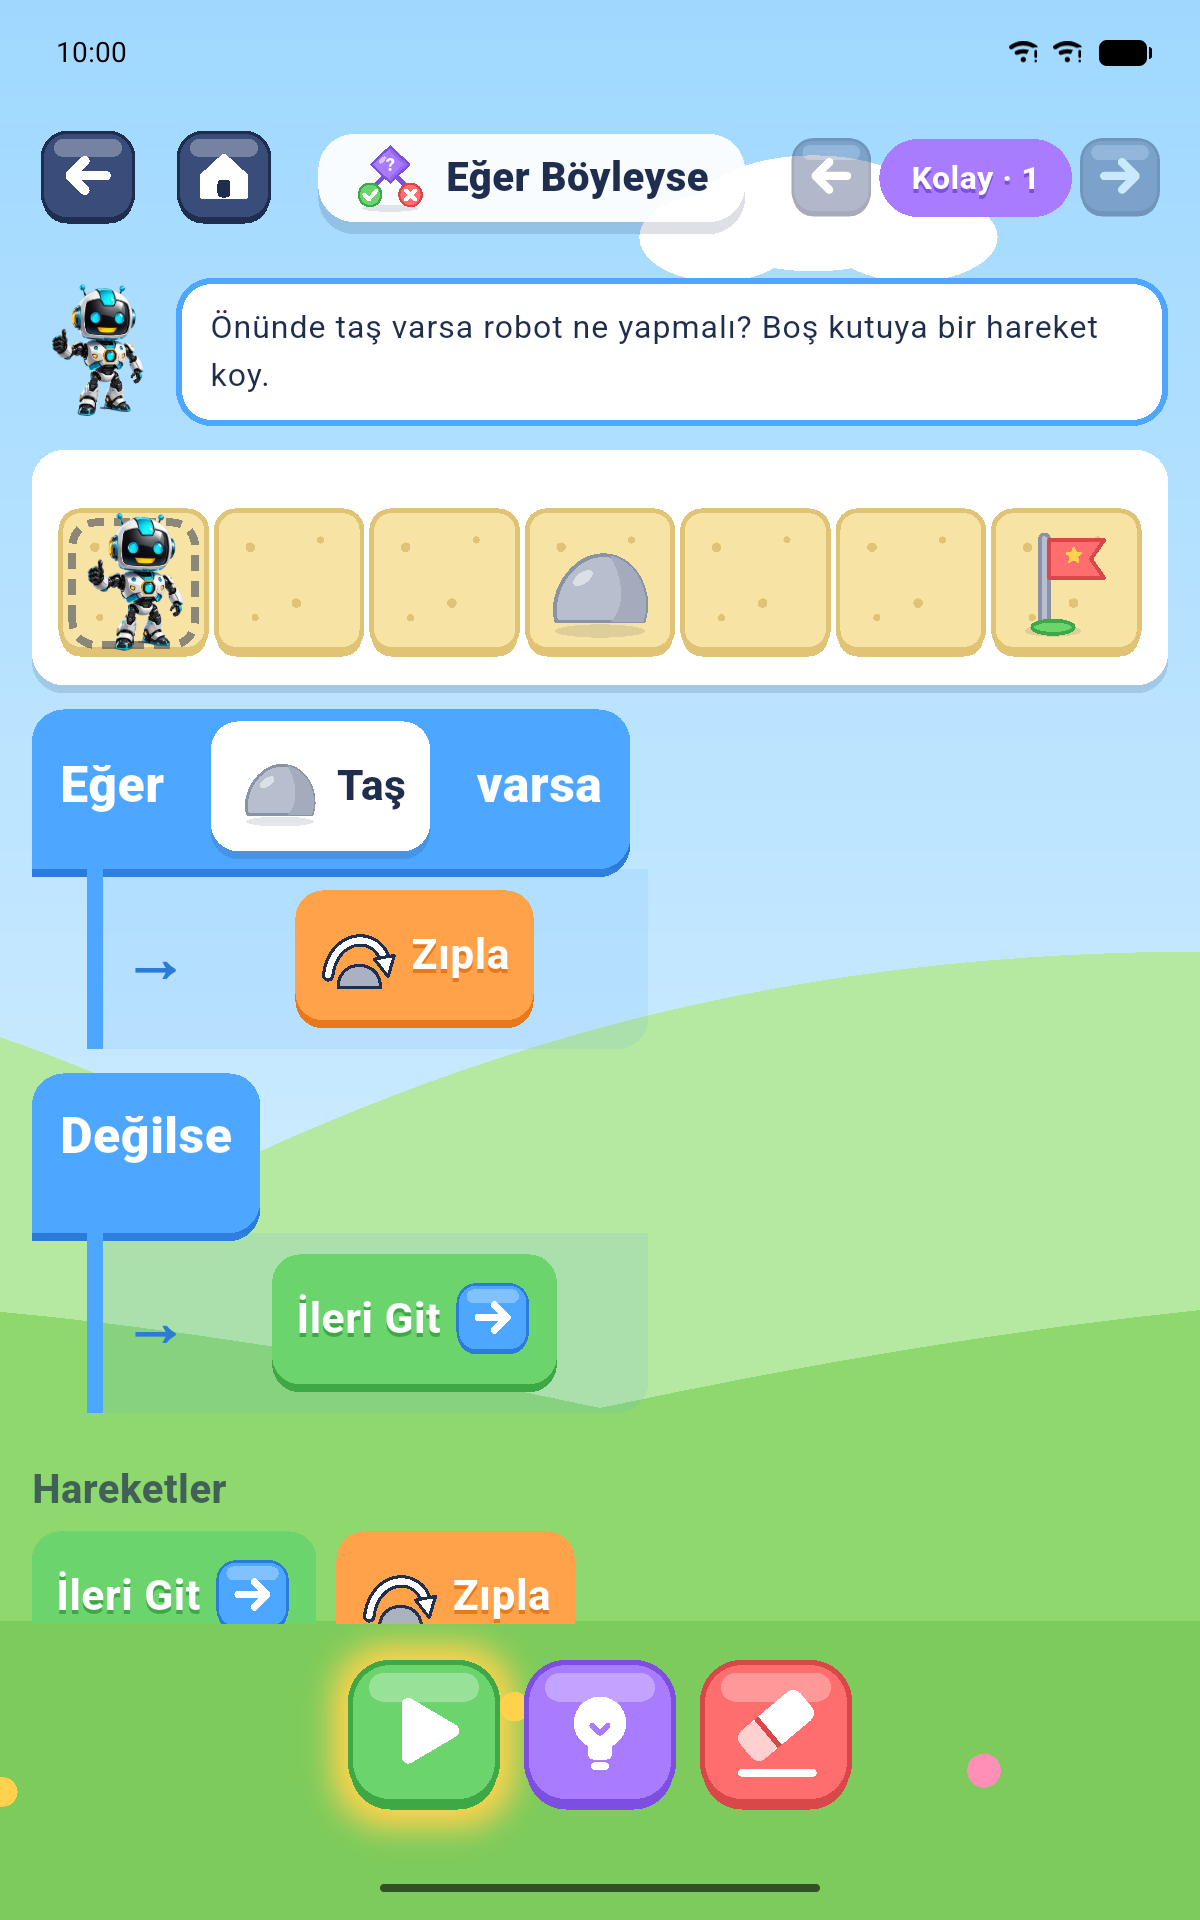 10:00
Eğer Böyleyse
Kolay · 1
Önünde taş varsa robot ne yapmalı? Boş kutuya bir hareket
koy.
Eğer Taş varsa
→ Zıpla
Değilse
→ İleri Git
Hareketler
İleri Git Zıpla